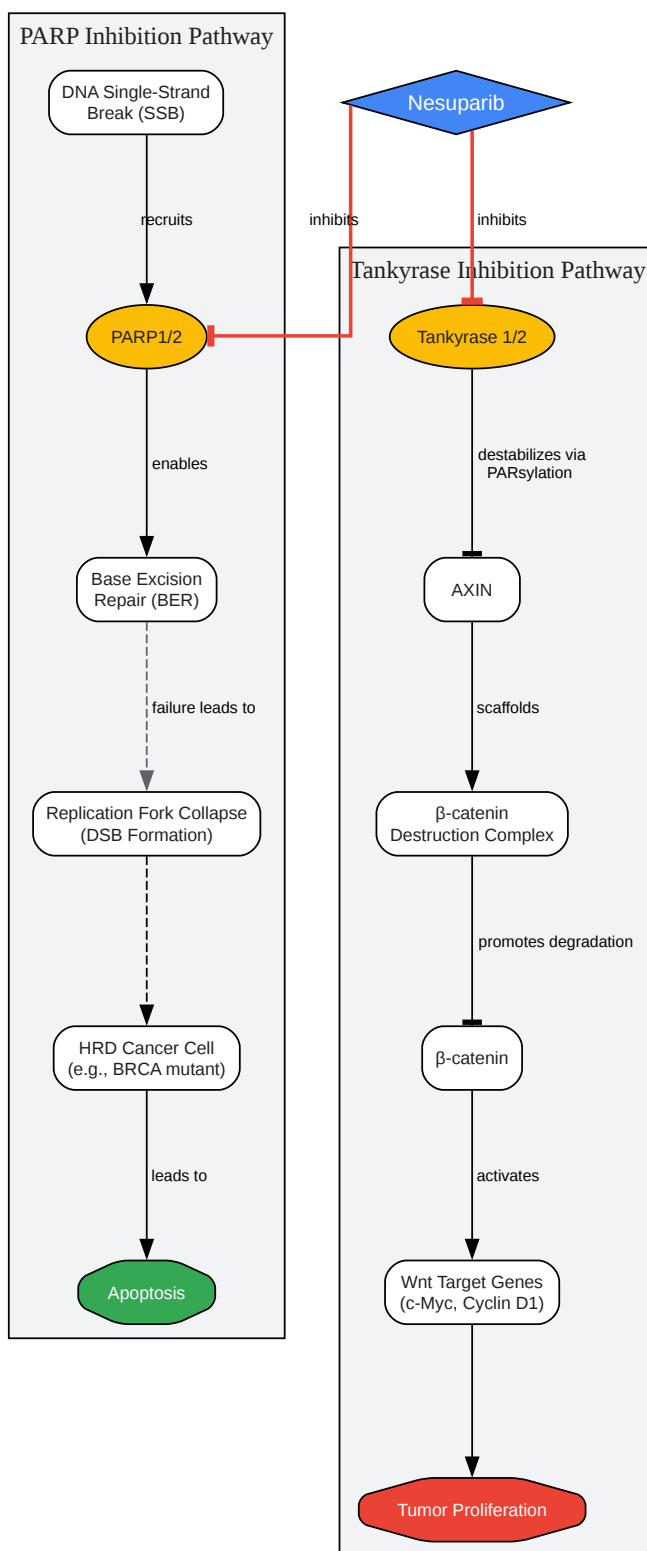 PARP Inhibition Pathway
DNA Single-Strand
Break (SSB)
recruits
PARP1/2
enables
Base Excision
Repair (BER)
failure leads to
Replication Fork Collapse
(DSB Formation)
HRD Cancer Cell
(e.g., BRCA mutant)
leads to
Apoptosis
Nesuparib
inhibits
inhibits
Tankyrase Inhibition Pathway
Tankyrase 1/2
destabilizes via
PARsylation
AXIN
scaffolds
β-catenin
Destruction Complex
promotes degradation
β-catenin
activates
Wnt Target Genes
(c-Myc, Cyclin D1)
Tumor Proliferation